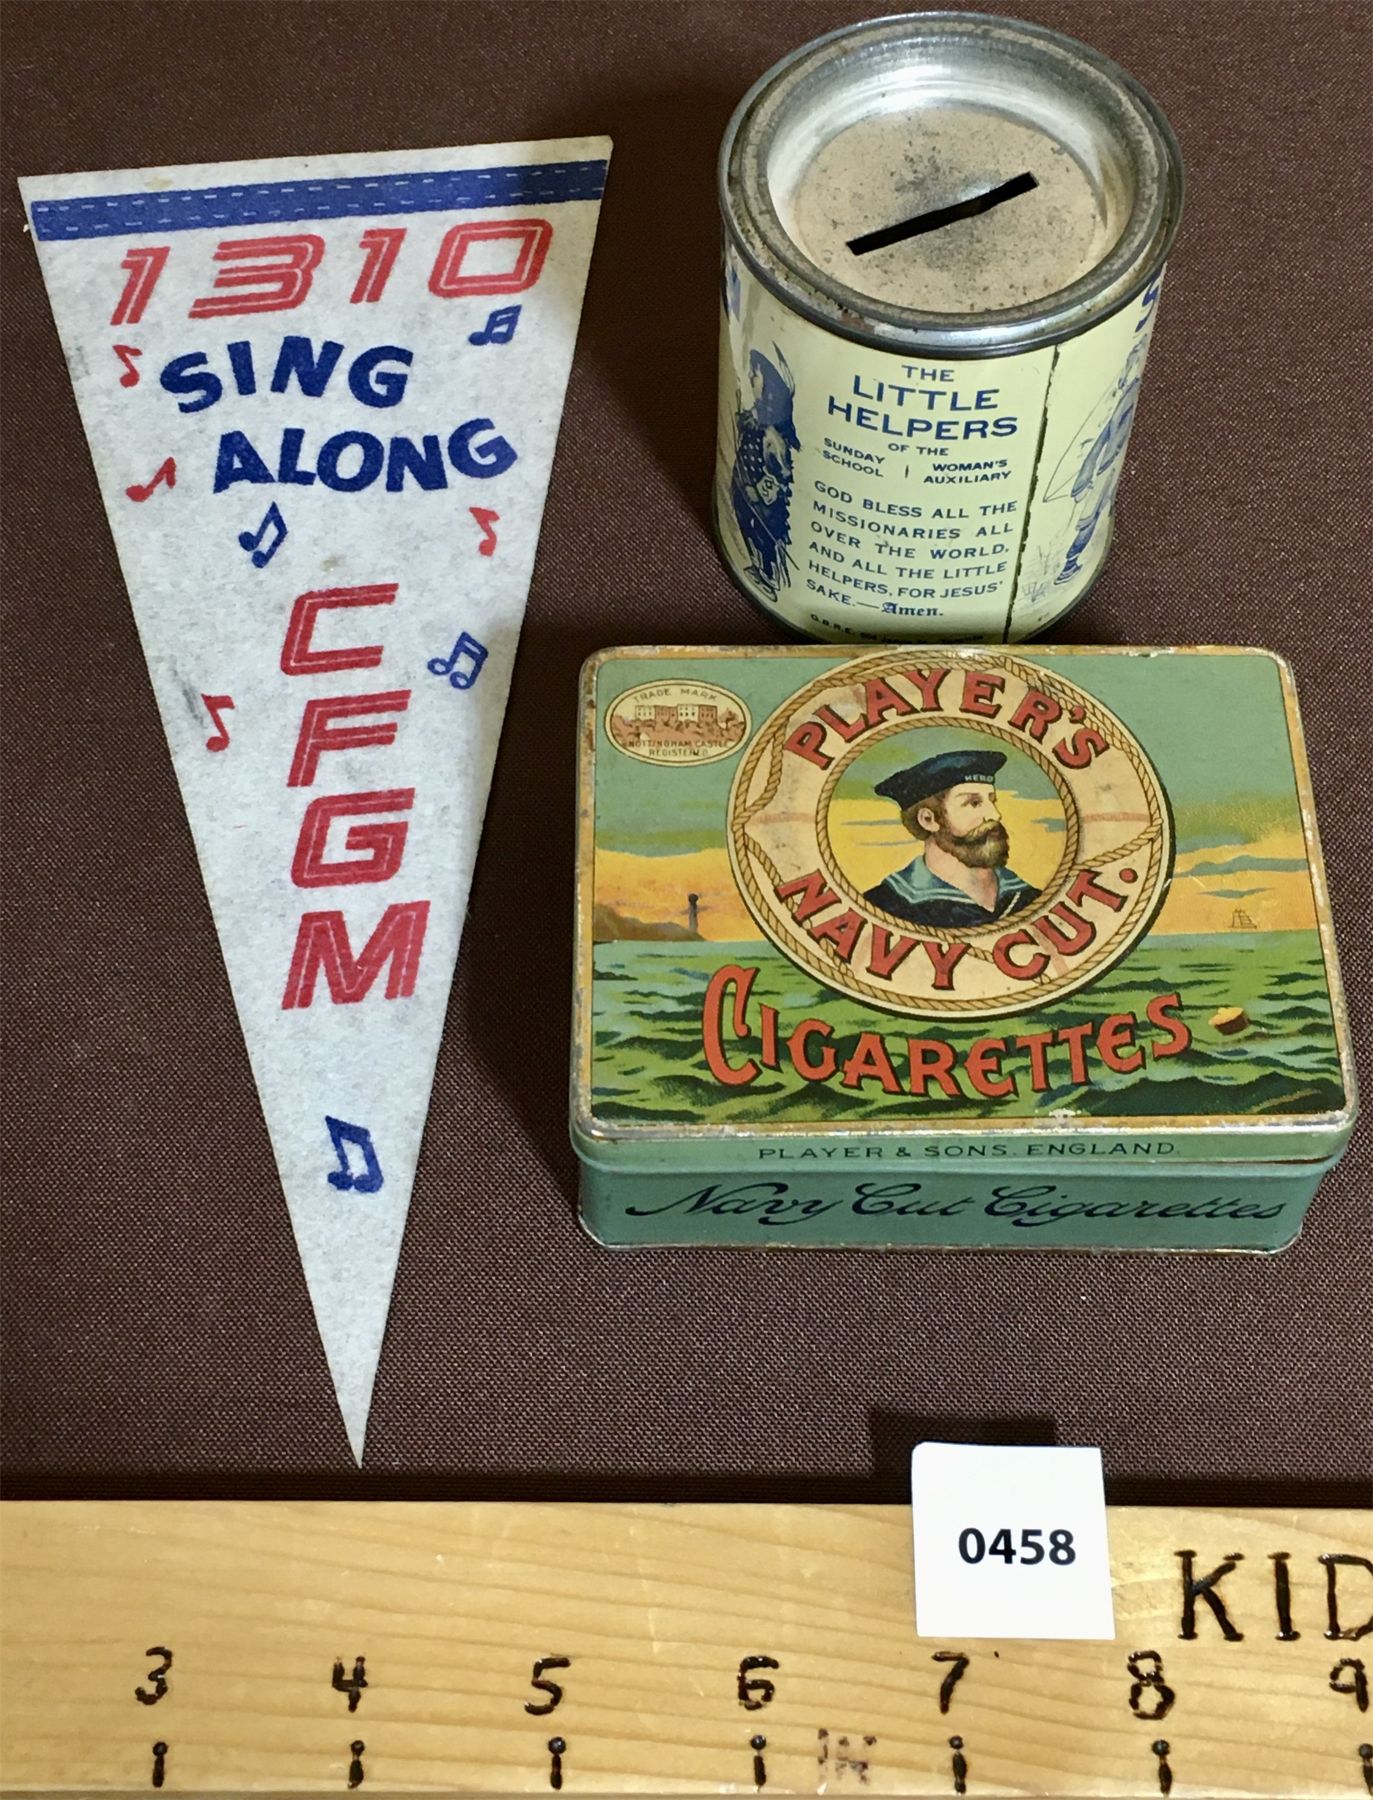 1310
SING
ALONG
C
F
G
M
THE
LITTLE
HELPERS
OF THE
SUNDAY
SCHOOL
WOMAN'S
AUXILIARY
GOD BLESS ALL THE
MISSIONARIES ALL
OVER THE WORLD,
AND ALL THE LITTLE
HELPERS, FOR JESUS'
SAKE.—Amen.
TRADE MARK
NOTTINGHAM CASTLE
REGISTERED
PLAYER'S
HERO
NAVY CUT.
CIGARETTES
PLAYER & SONS. ENGLAND.
Navy Cut Cigarettes
0458
KID
3 4 5 6 7 8 9
IN